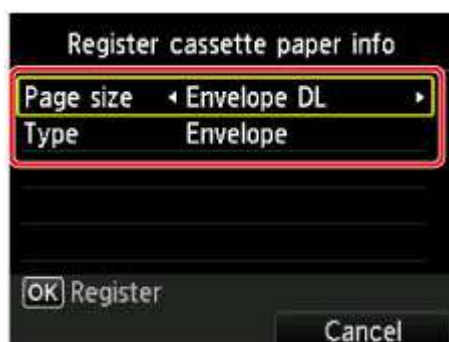 Register cassette paper info
Page size Envelope DL
Type Envelope
OK Register
Cancel